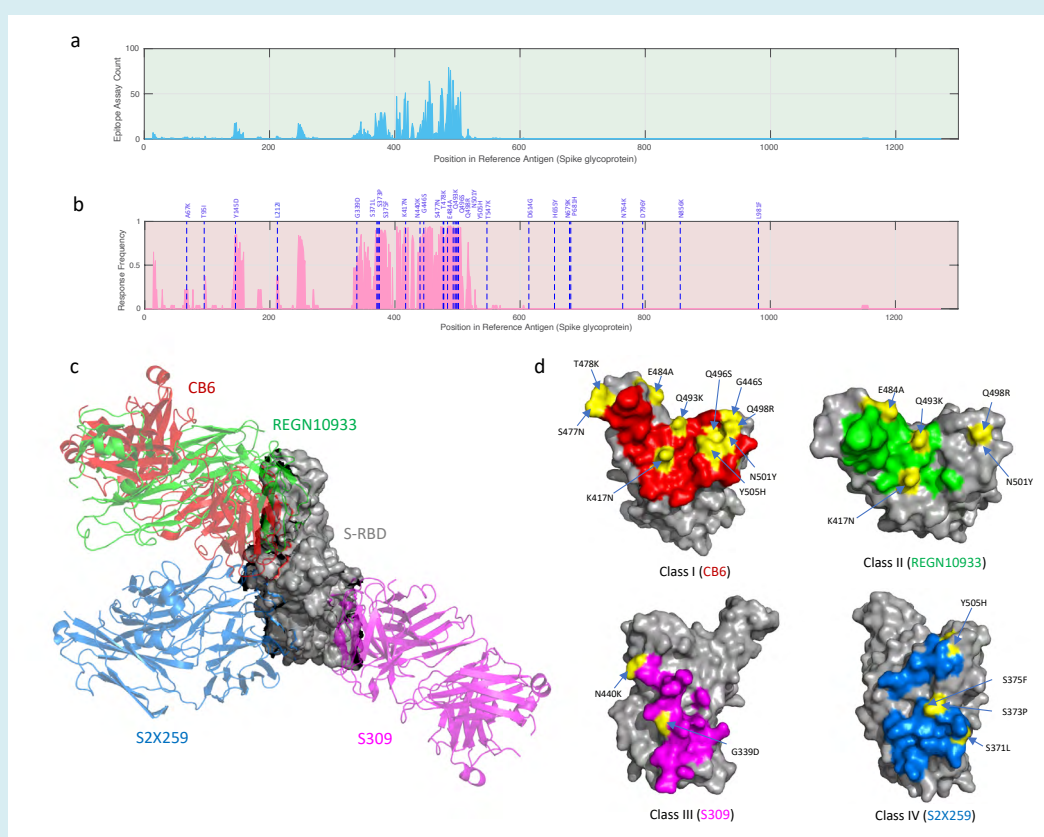 a
100
50
0
Epitope Assay Count
0 200 400 600 800 1000 1200
Position in Reference Antigen (Spike glycoprotein)
b
A67K
T95I
Y145D
L212I
G339D
S371L
S373P
S375F
K417N
N440K
G446S
S477N
T478K
E484A
Q493K
Q498R
N501Y
Y505H
T547K
D614G
H655Y
N679K
P681H
N764K
D796Y
N856K
L981F
1
0.5
0
Response Frequency
0 200 400 600 800 1000 1200
Position in Reference Antigen (Spike glycoprotein)
c
CB6
REGN10933
S-RBD
S2X259
S309
d
T478K
E484A
Q496S
G446S
Q493K
Q498R
S477N
N501Y
K417N
Y505H
Class I (CB6)
E484A
Q493K
Q498R
N501Y
K417N
Class II (REGN10933)
N440K
G339D
Class III (S309)
Y505H
S375F
S373P
S371L
Class IV (S2X259)